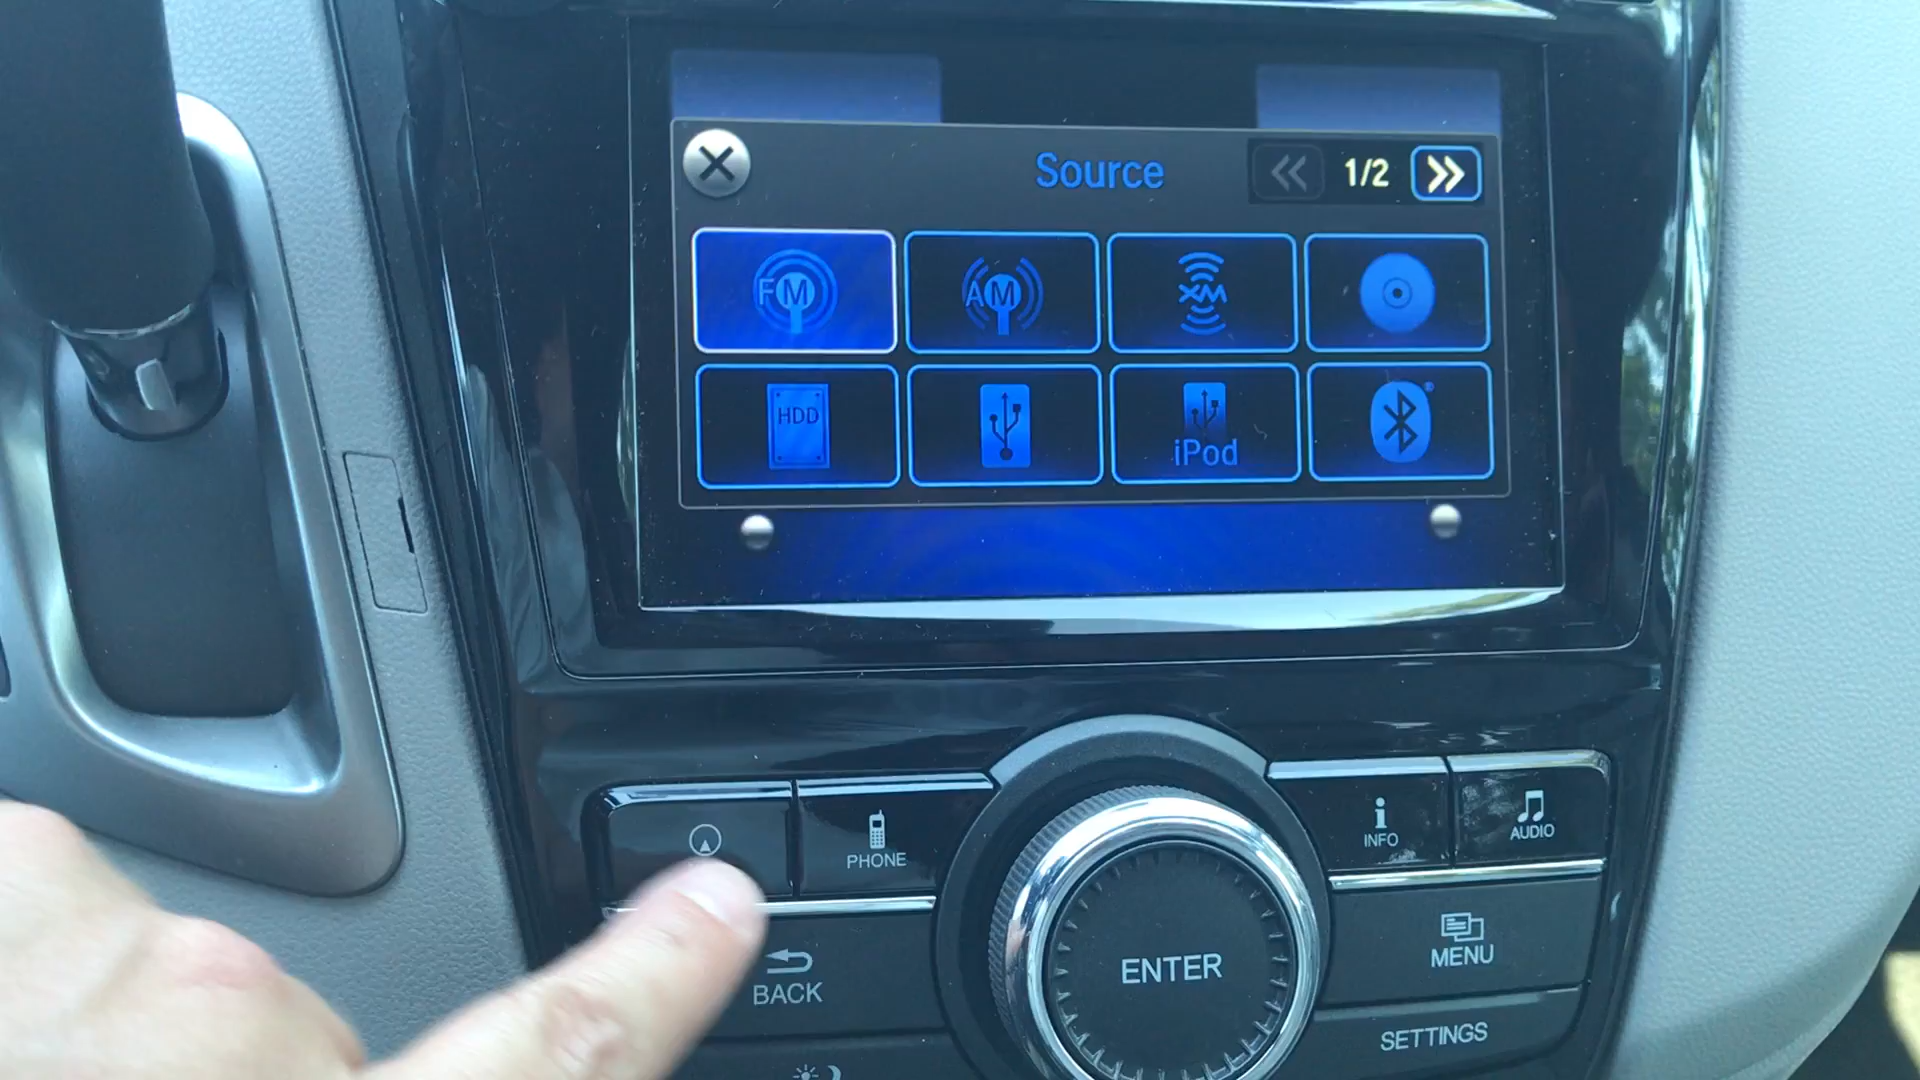 Source
1/2
FM
AM
XM
HDD
iPod
PHONE
INFO
AUDIO
BACK
ENTER
MENU
SETTINGS